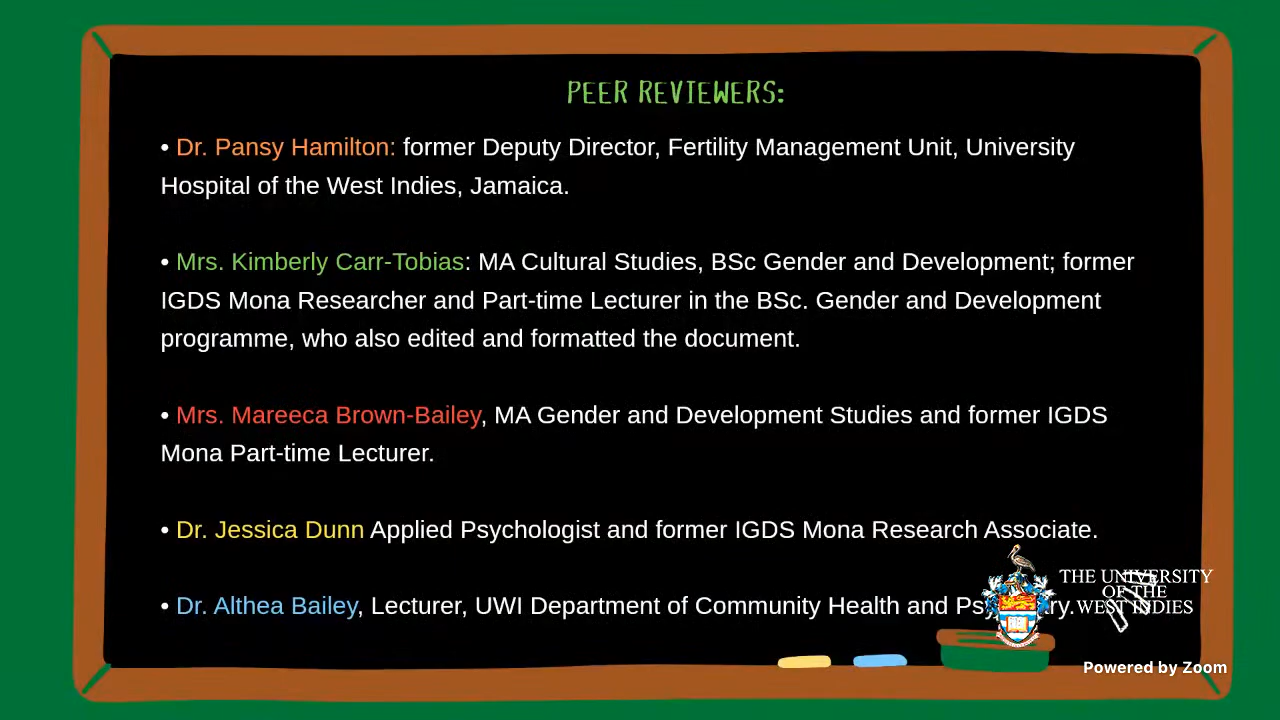 PEER REVIEWERS:
• Dr. Pansy Hamilton: former Deputy Director, Fertility Management Unit, University
Hospital of the West Indies, Jamaica.
• Mrs. Kimberly Carr-Tobias: MA Cultural Studies, BSc Gender and Development; former
IGDS Mona Researcher and Part-time Lecturer in the BSc. Gender and Development
programme, who also edited and formatted the document.
• Mrs. Mareeca Brown-Bailey, MA Gender and Development Studies and former IGDS
Mona Part-time Lecturer.
• Dr. Jessica Dunn Applied Psychologist and former IGDS Mona Research Associate.
• Dr. Althea Bailey, Lecturer, UWI Department of Community Health and
THE UNIVERSITY
OF THE
WEST INDIES
Powered by Zoom